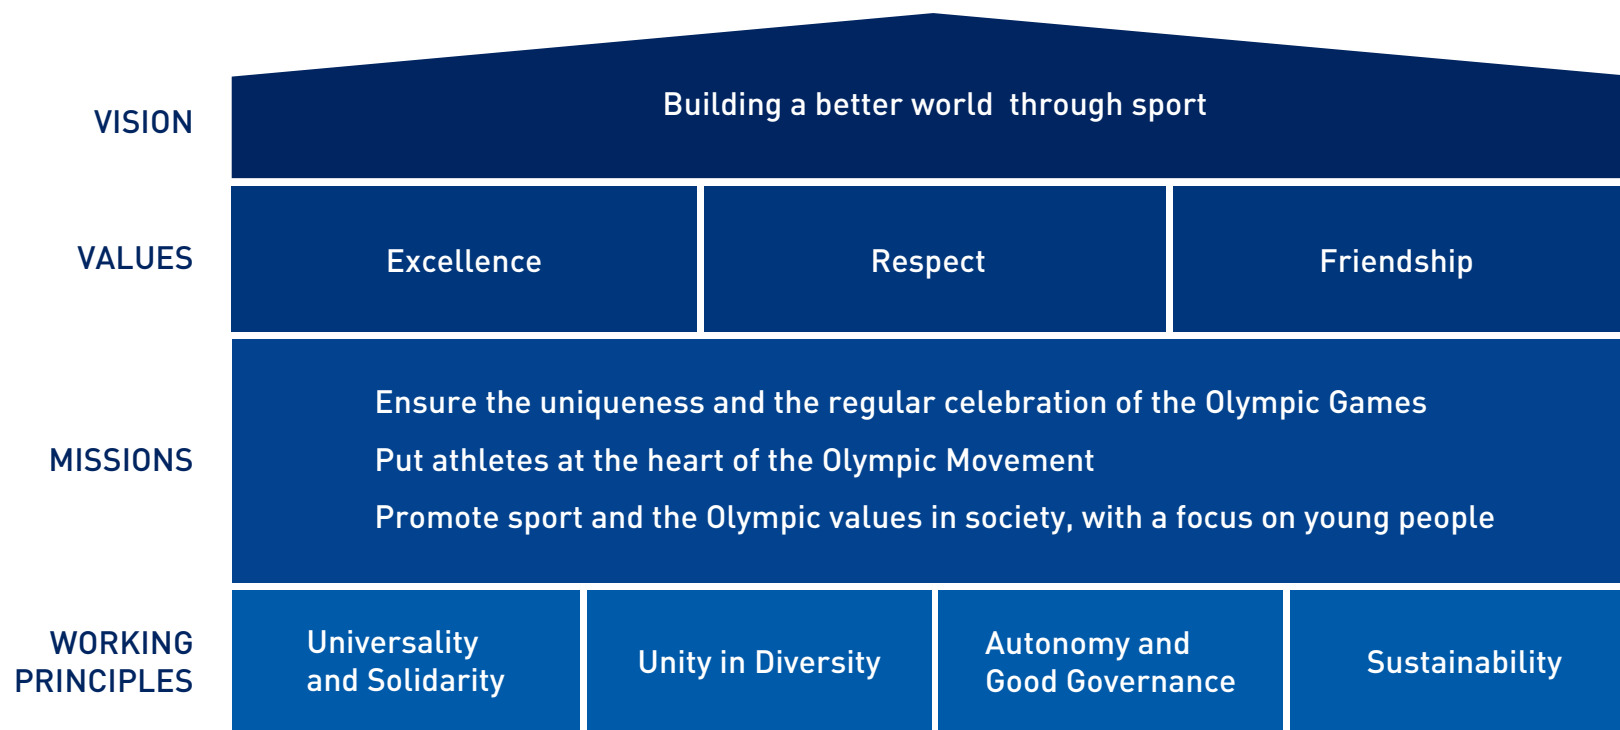 VISION
Building a better world through sport
VALUES
Excellence
Respect
Friendship
MISSIONS
Ensure the uniqueness and the regular celebration of the Olympic Games
Put athletes at the heart of the Olympic Movement
Promote sport and the Olympic values in society, with a focus on young people
WORKING
PRINCIPLES
Universality
and Solidarity
Unity in Diversity
Autonomy and
Good Governance
Sustainability